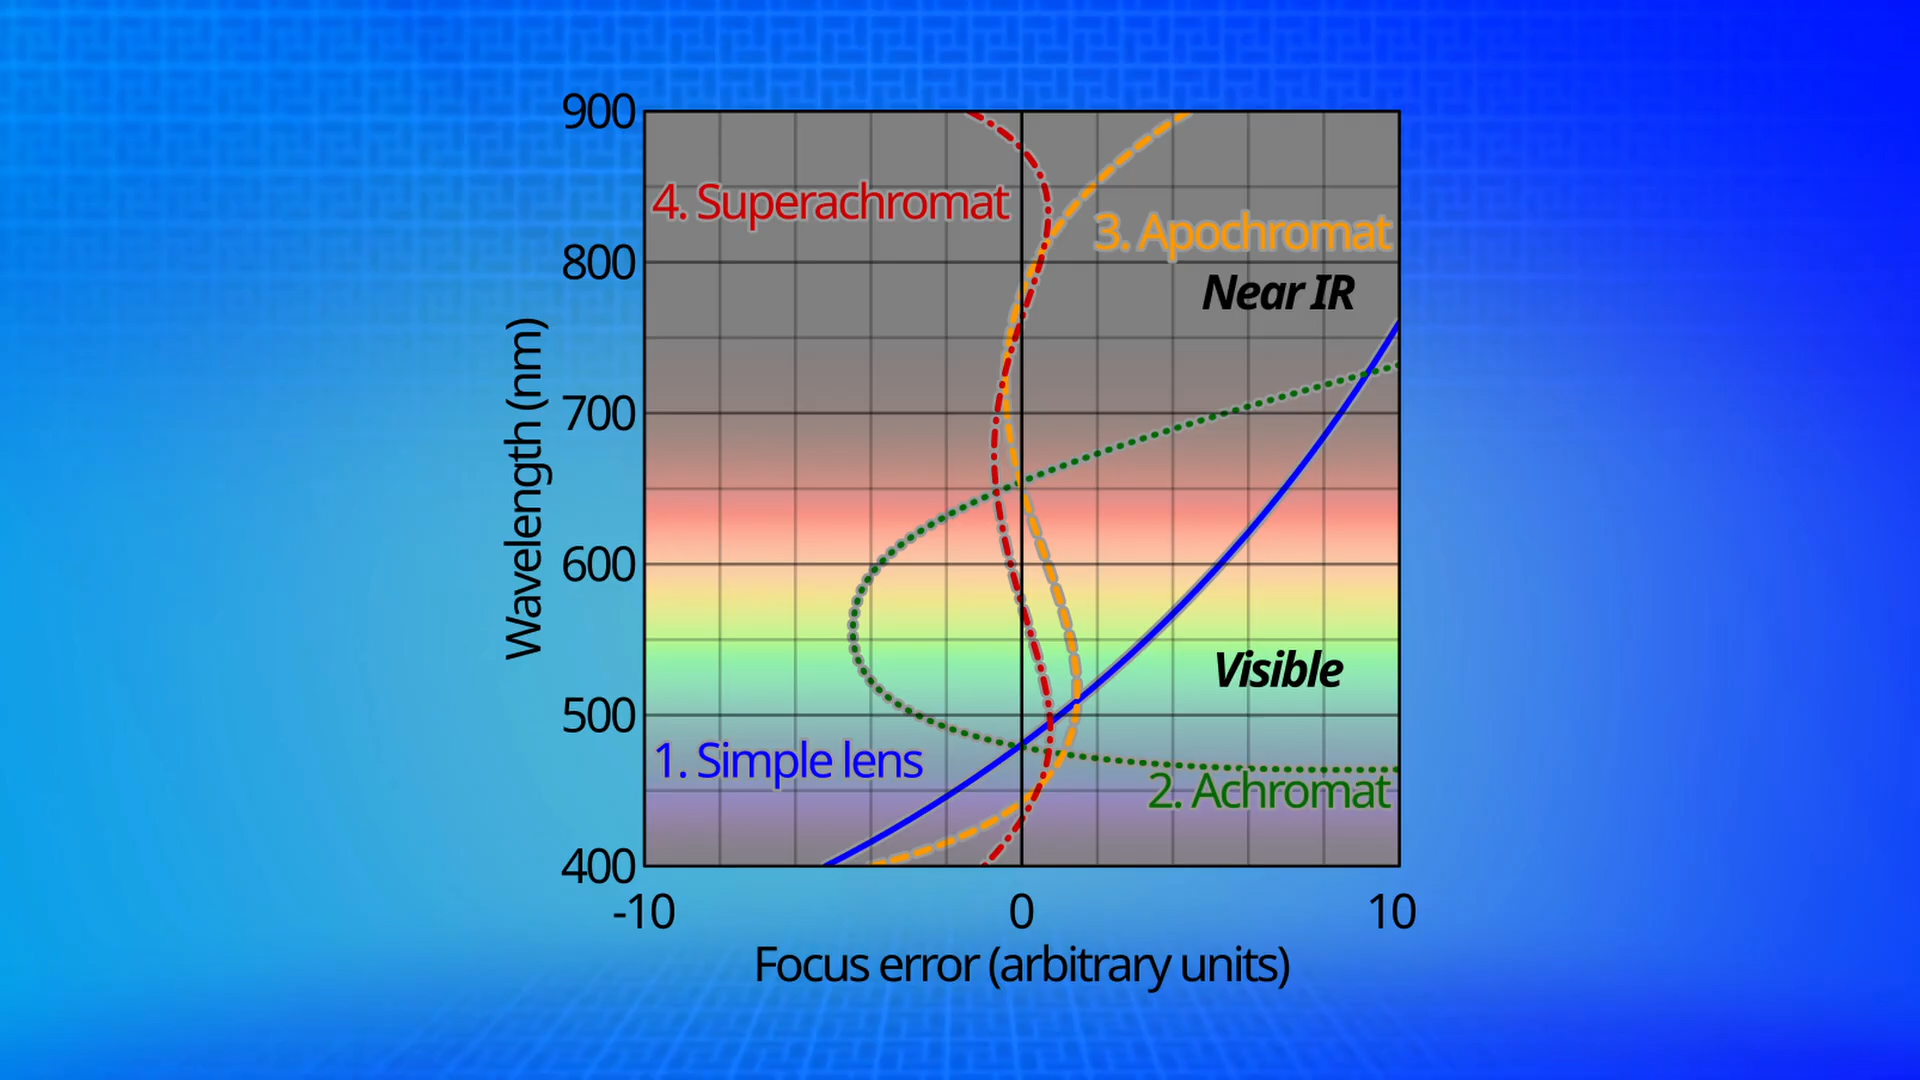 900
4. Superachromat
3. Apochromat
800
Near IR
700
Wavelength (nm)
600
Visible
500
1. Simple lens
2. Achromat
400
-10 0 10
Focus error (arbitrary units)